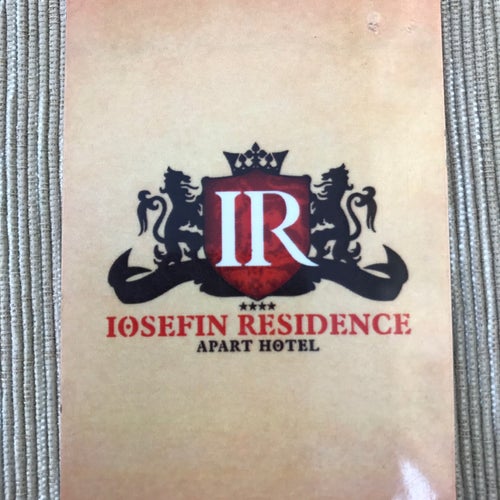 IR
★★★★
IOSEFIN RESIDENCE
APART HOTEL